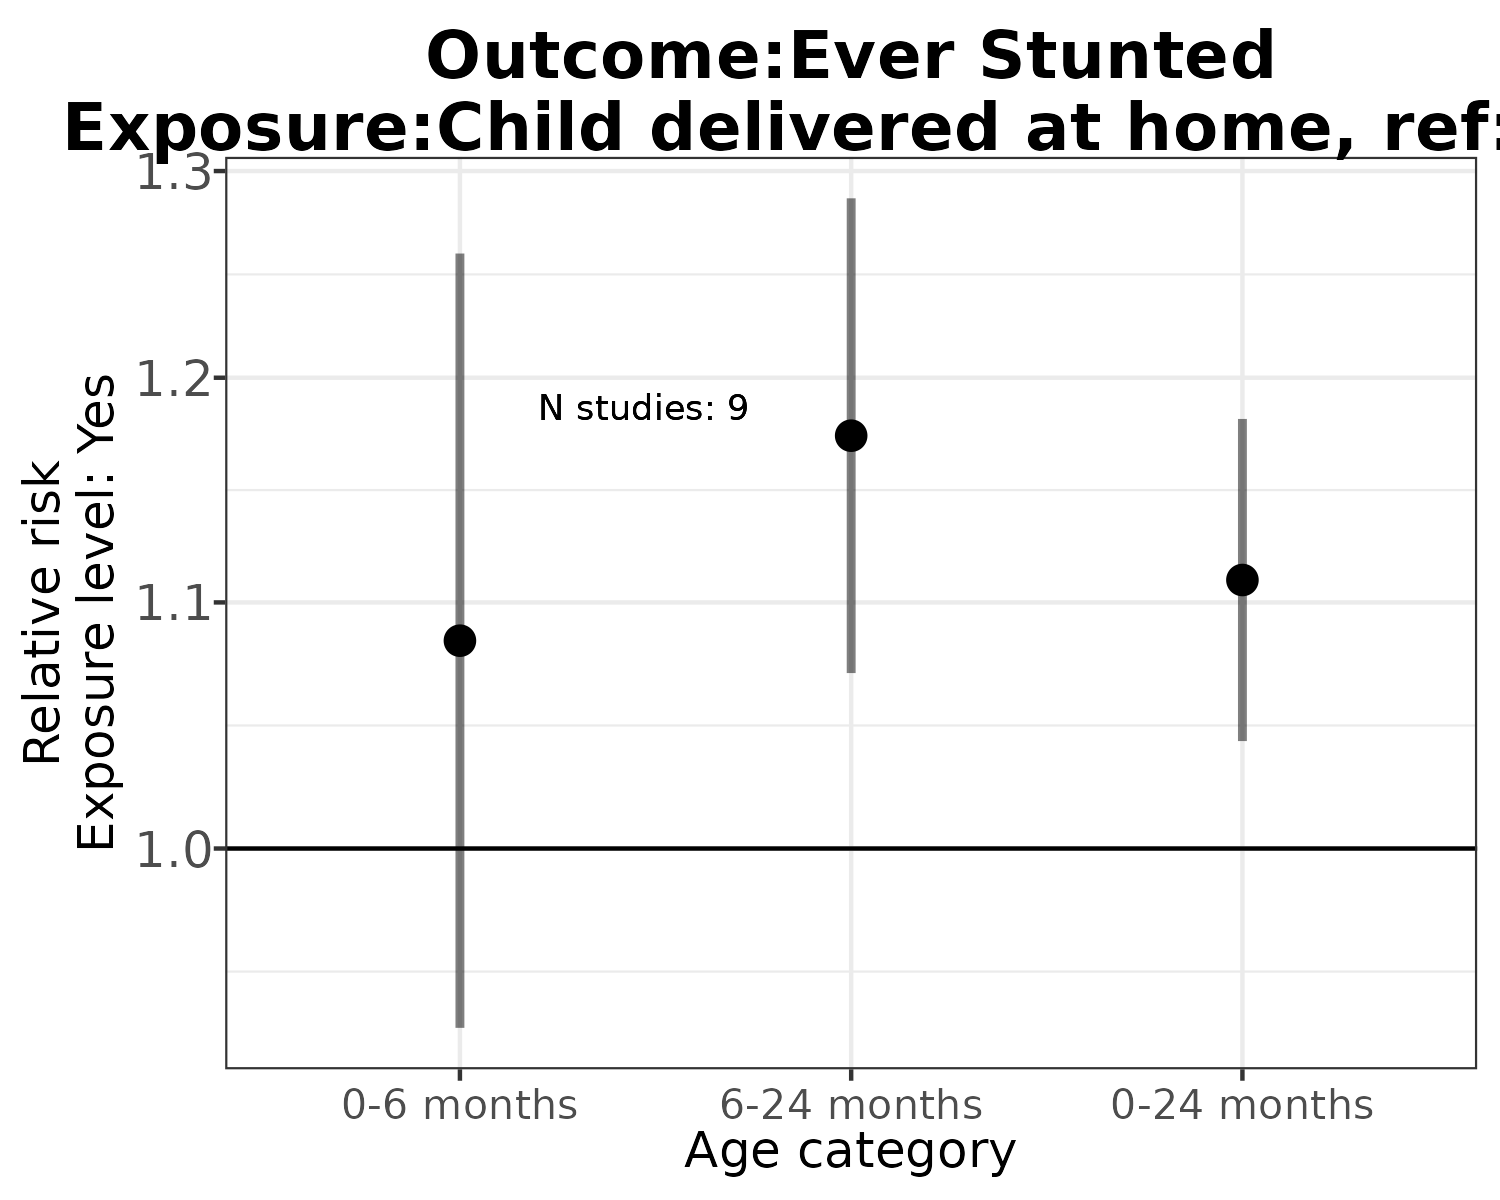 Outcome:Ever Stunted
Exposure:Child delivered at home, ref:
Relative risk
Exposure level: Yes
1.3
1.2
1.1
1.0
N studies: 9
0-6 months
6-24 months
0-24 months
Age category